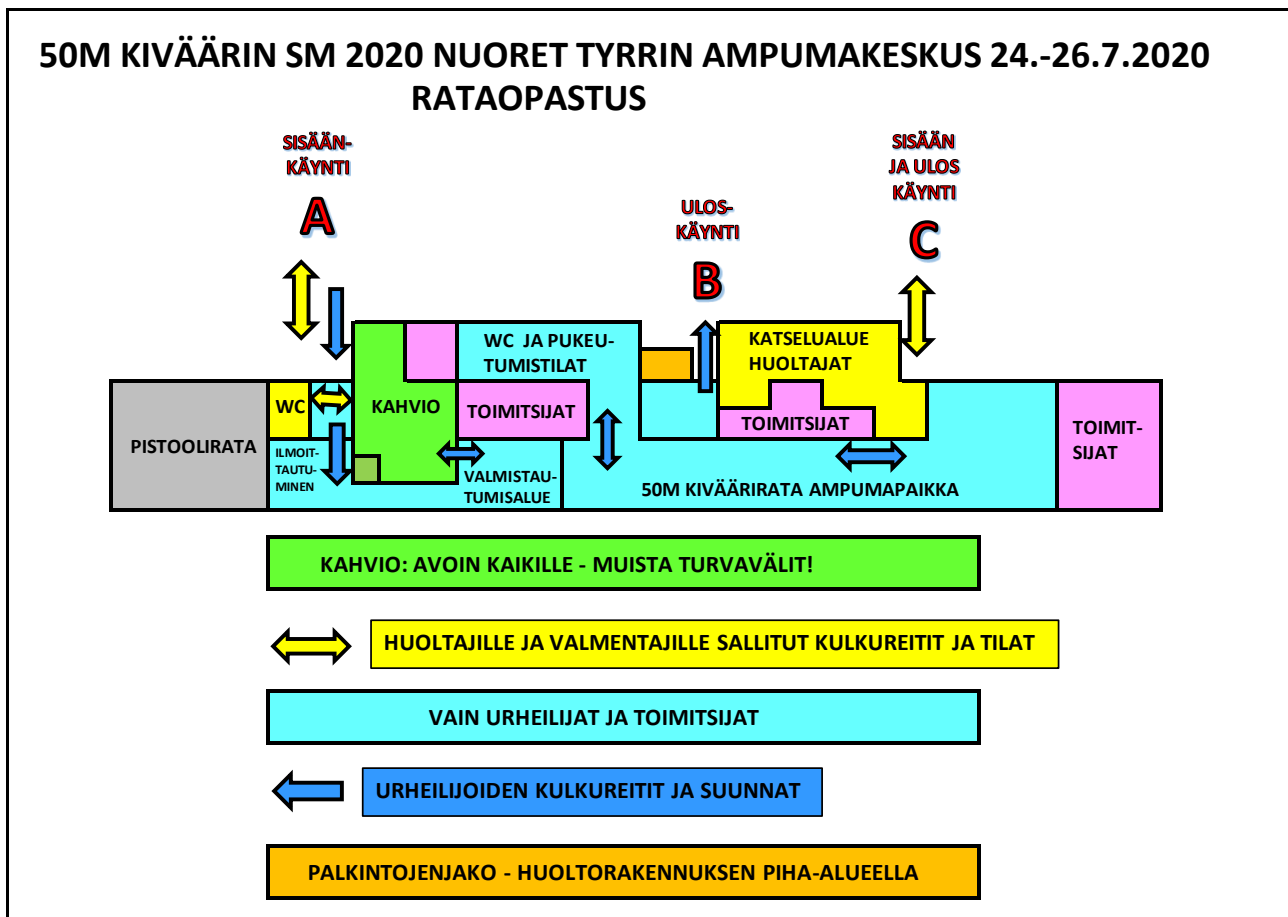 50M KIVÄÄRIN SM 2020 NUORET TYRRIN AMPUMAKESKUS 24.-26.7.2020
RATAOPASTUS
SISÄÄN-
KÄYNTI
A
ULOS-
KÄYNTI
B
SISÄÄN
JA ULOS
KÄYNTI
C
WC JA PUKEU-
TUMISTILAT
KATSELUALUE
HUOLTAJAT
PISTOOLIRATA
WC
KAHVIO
TOIMITSIJAT
TOIMITSIJAT
TOIMIT-
SIJAT
ILMOIT-
TAUTU-
MINEN
VALMISTAU-
TUMISALUE
50M KIVÄÄRIRATA AMPUMAPAIKKA
KAHVIO: AVOIN KAIKILLE - MUISTA TURVAVÄLIT!
HUOLTAJILLE JA VALMENTAJILLE SALLITUT KULKUREITIT JA TILAT
VAIN URHEILIJAT JA TOIMITSIJAT
URHEILIJOIDEN KULKUREITIT JA SUUNNAT
PALKINTOJENJAKO - HUOLTORAKENNUKSEN PIHA-ALUEELLA